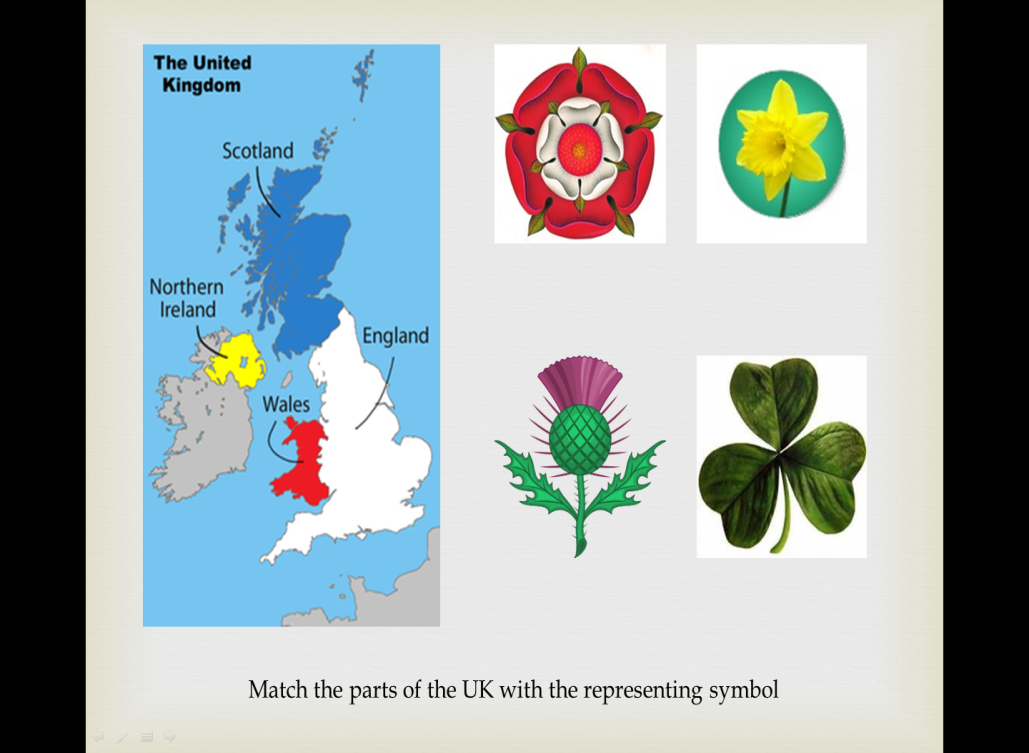 The United
Kingdom
Scotland
Northern
Ireland
England
Wales
Match the parts of the UK with the representing symbol